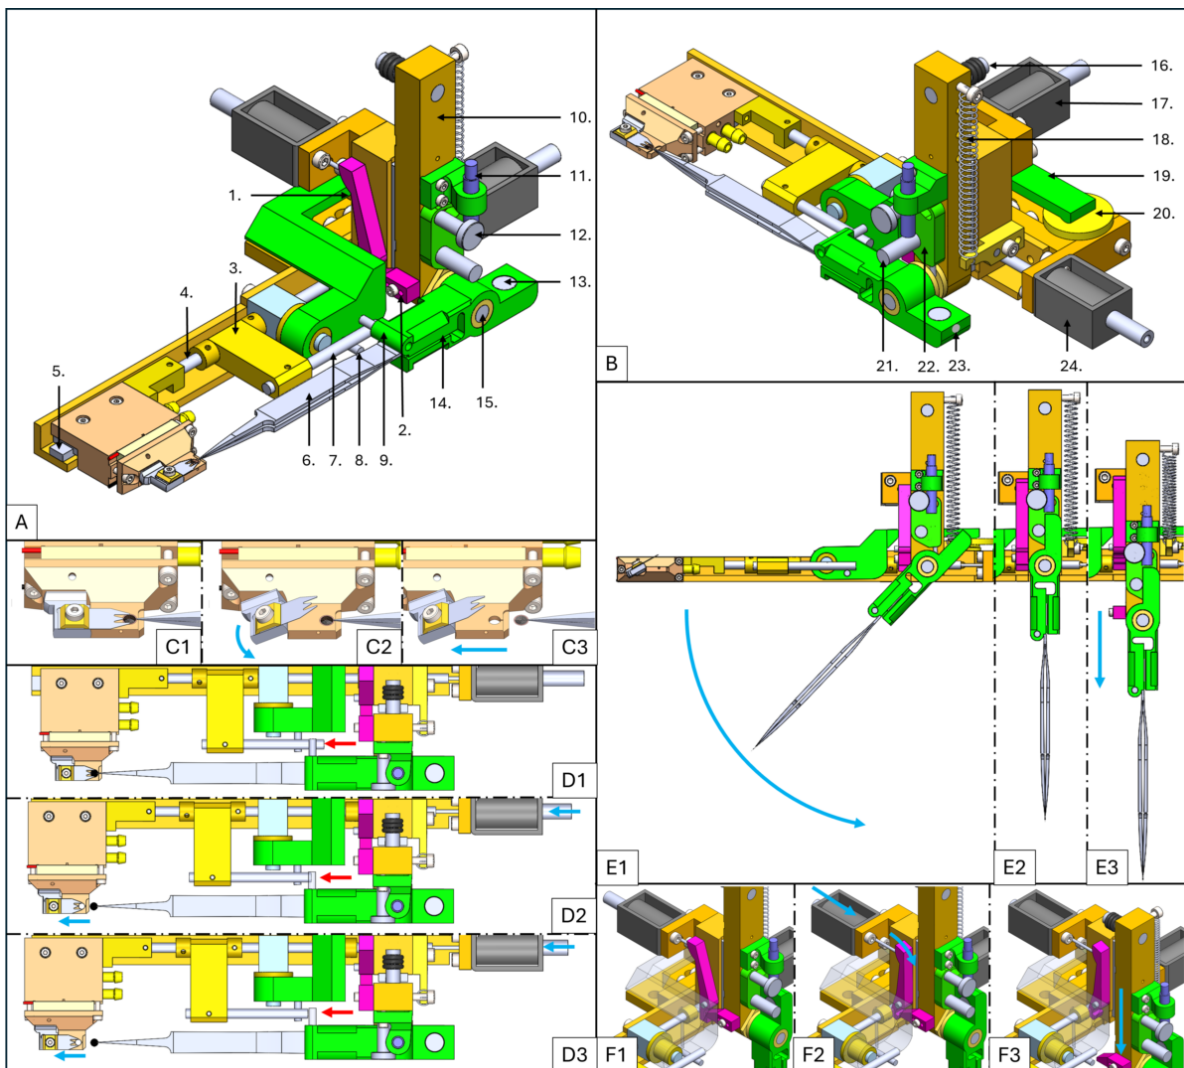 10.
11.
1.
12.
3.
13.
4.
5.
6.
7.
8.
9.
2.
14.
15.
A
16.
17.
18.
19.
20.
21.
22.
23.
24.
B
C1
C2
C3
D1
D2
D3
E1
E2
E3
F1
F2
F3